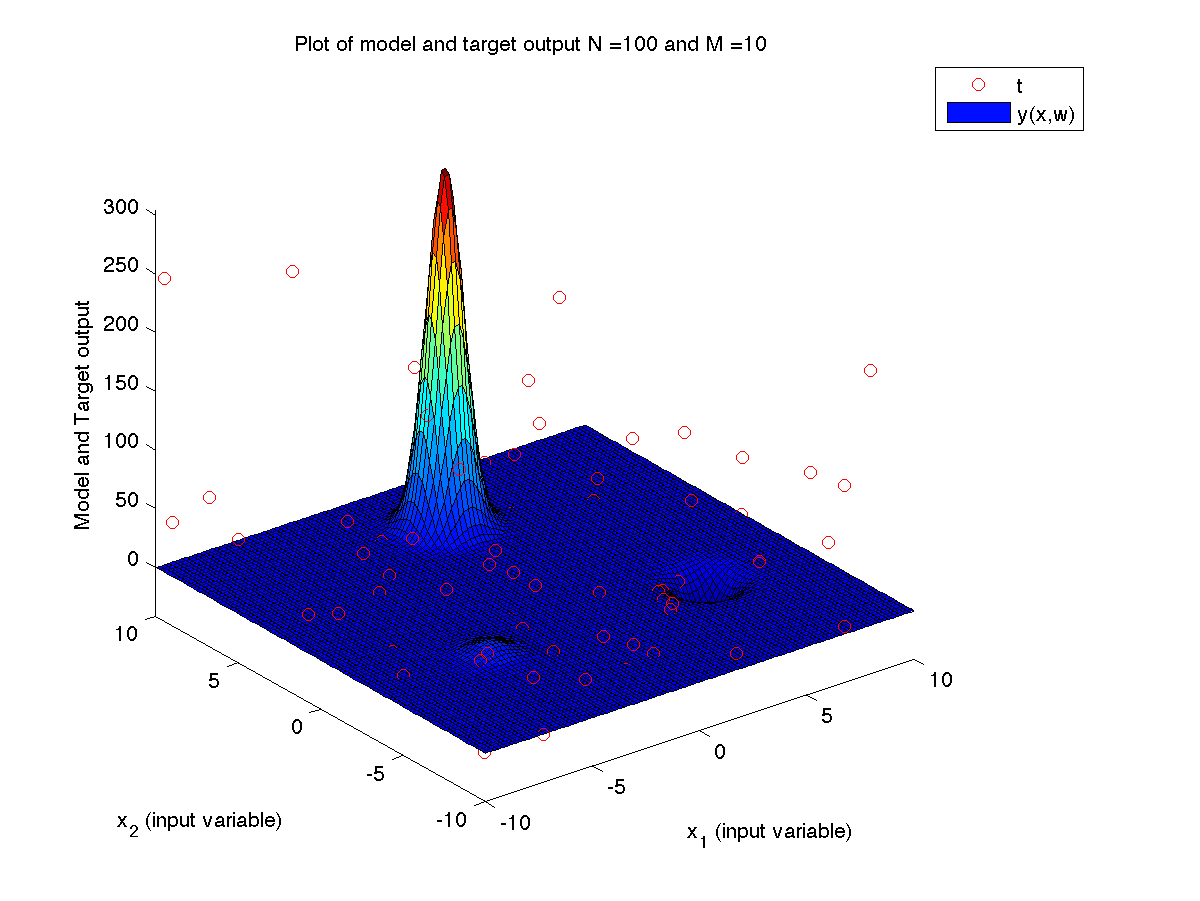 Plot of model and target output N =100 and M =10
t
y(x,w)
300
250
200
150
100
50
0
Model and Target output
10
5
0
-5
-10
x2 (input variable)
-10
-5
0
5
10
x1 (input variable)